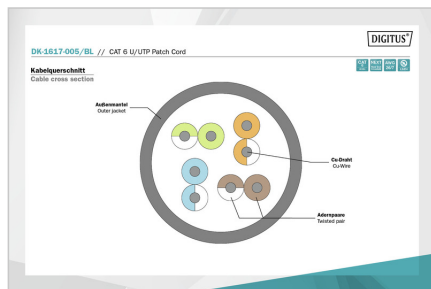 DIGITUS®
DK-1617-005/BL // CAT 6 U/UTP Patch Cord
Kabelquerschnitt
Cable cross section
Außenmantel
Outer jacket
Cu-Draht
Cu-Wire
Adernpaare
Twisted pair